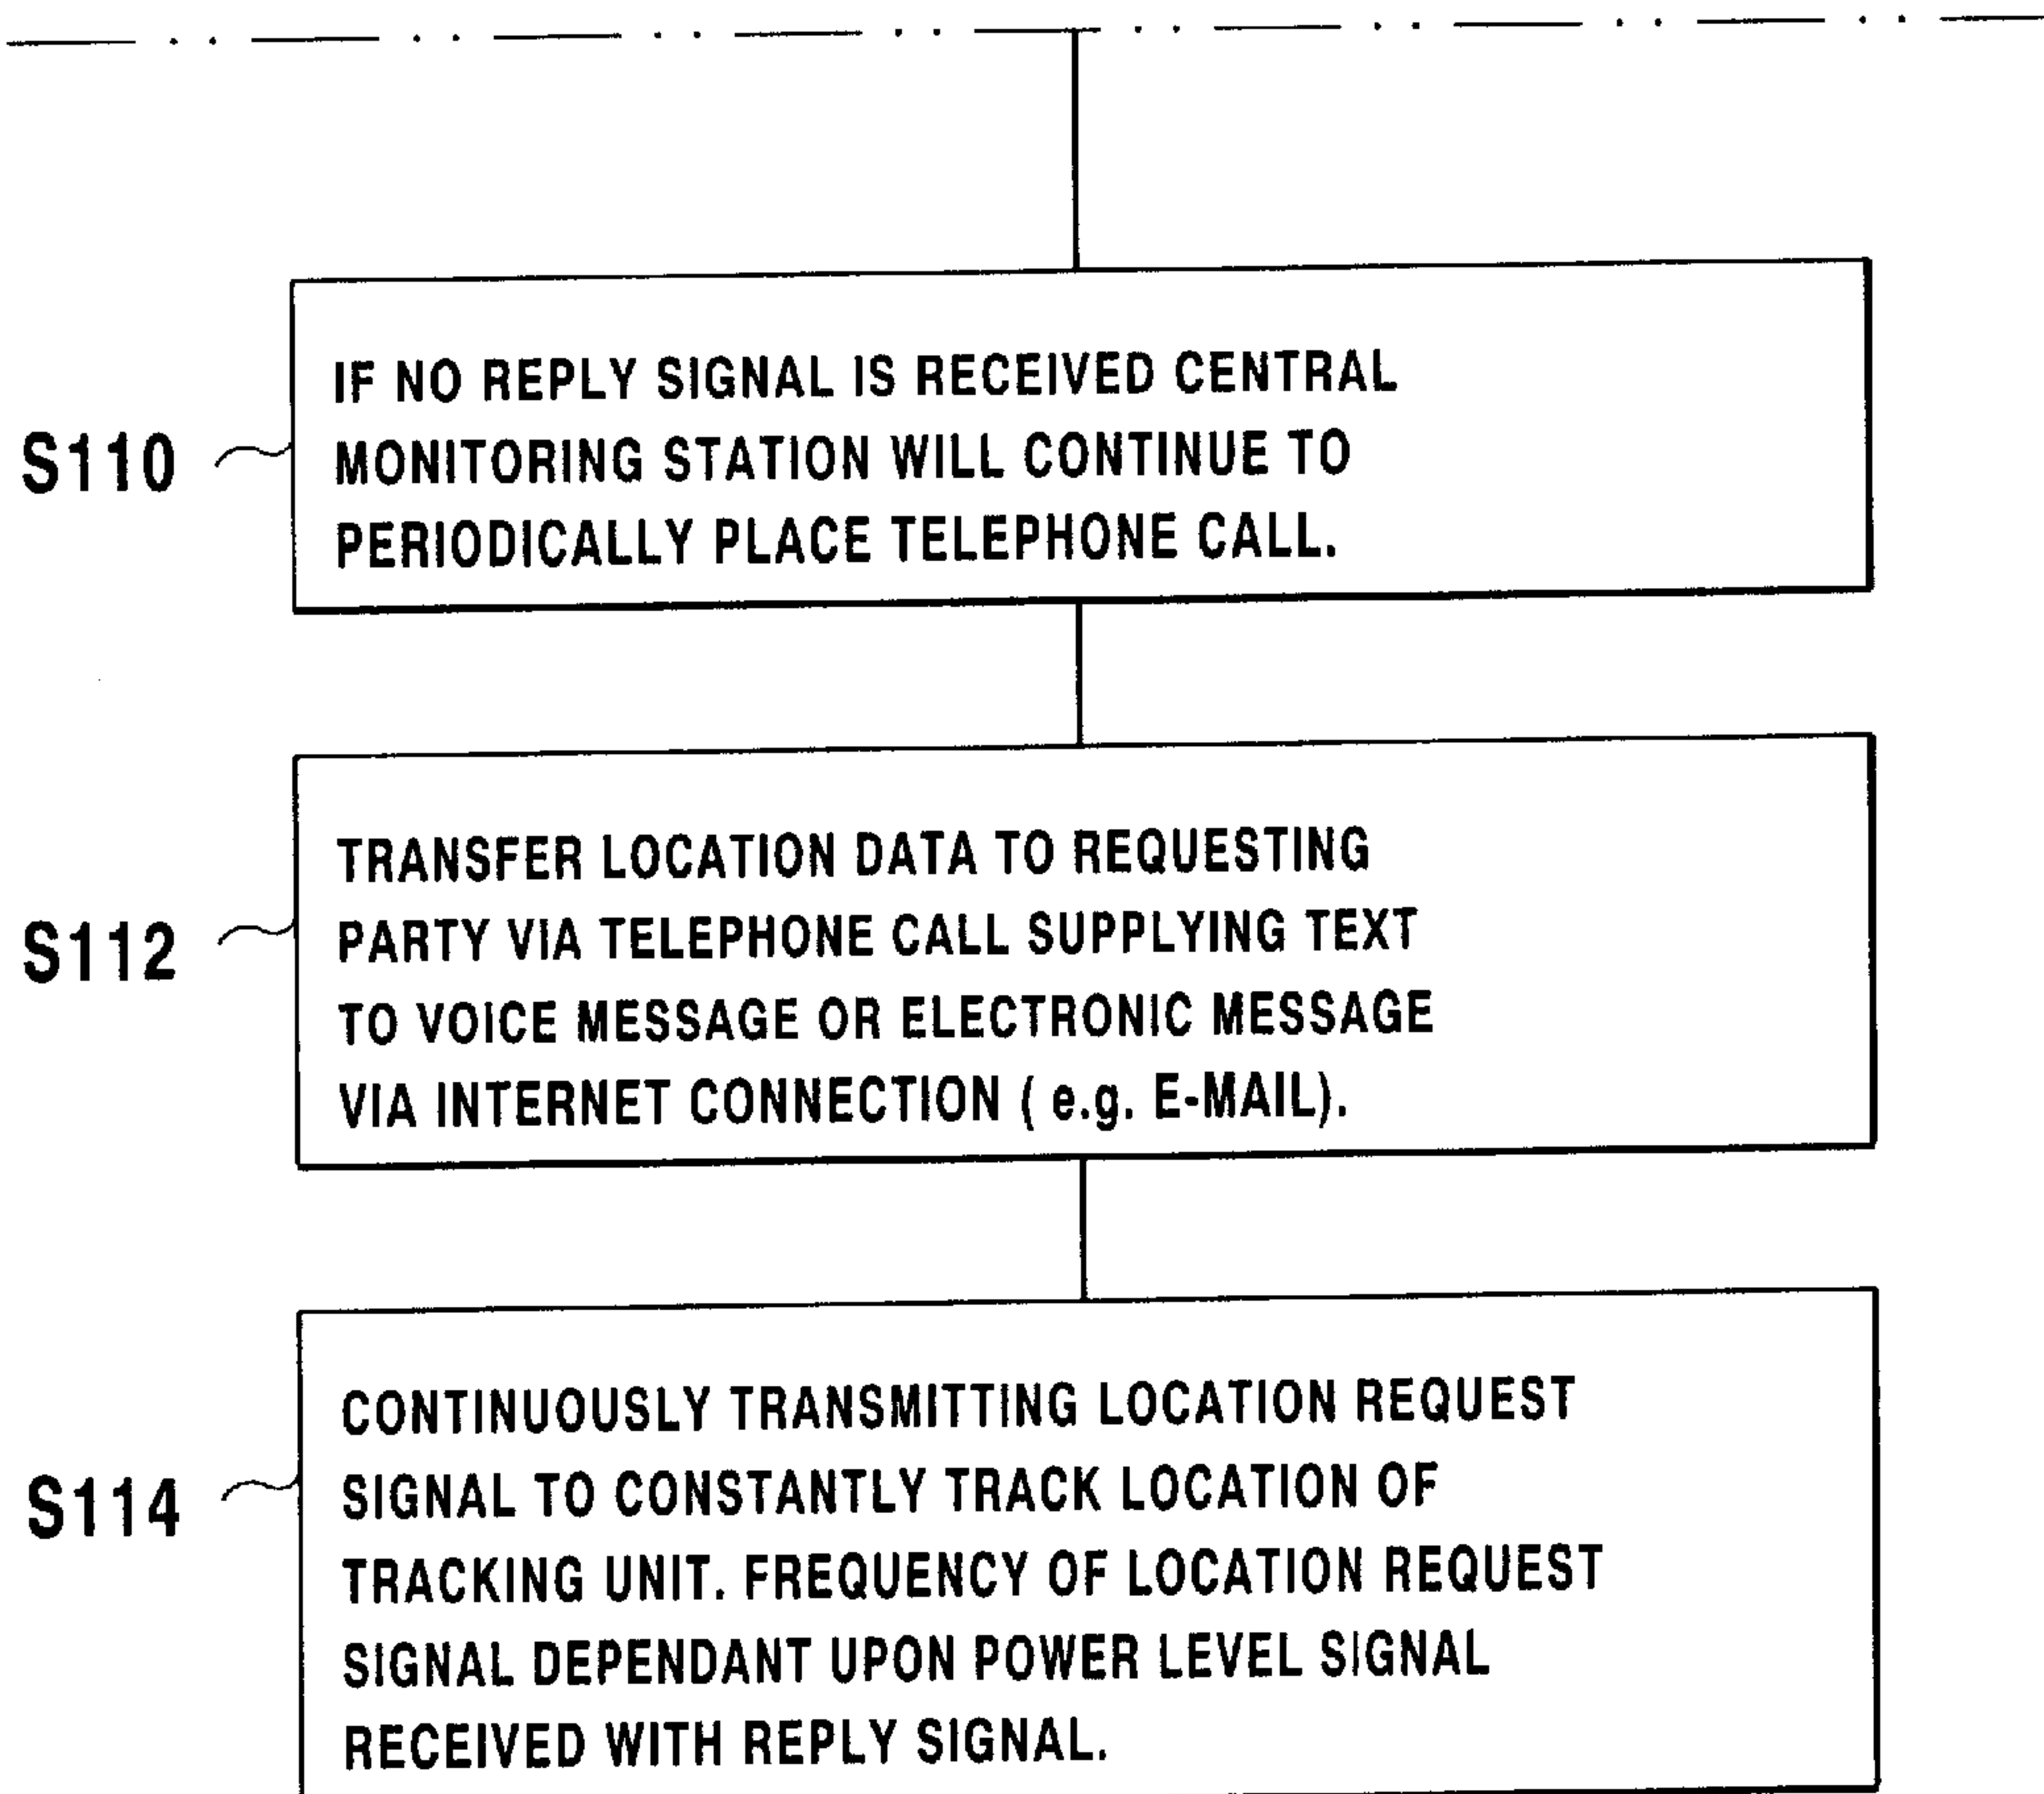 IF NO REPLY SIGNAL IS RECEIVED CENTRAL
S110 MONITORING STATION WILL CONTINUE TO
PERIODICALLY PLACE TELEPHONE CALL.
TRANSFER LOCATION DATA TO REQUESTING
S112 PARTY VIA TELEPHONE CALL SUPPLYING TEXT
TO VOICE MESSAGE OR ELECTRONIC MESSAGE
VIA INTERNET CONNECTION ( e.g. E-MAIL).
CONTINUOUSLY TRANSMITTING LOCATION REQUEST
S114 SIGNAL TO CONSTANTLY TRACK LOCATION OF
TRACKING UNIT. FREQUENCY OF LOCATION REQUEST
SIGNAL DEPENDANT UPON POWER LEVEL SIGNAL
RECEIVED WITH REPLY SIGNAL.